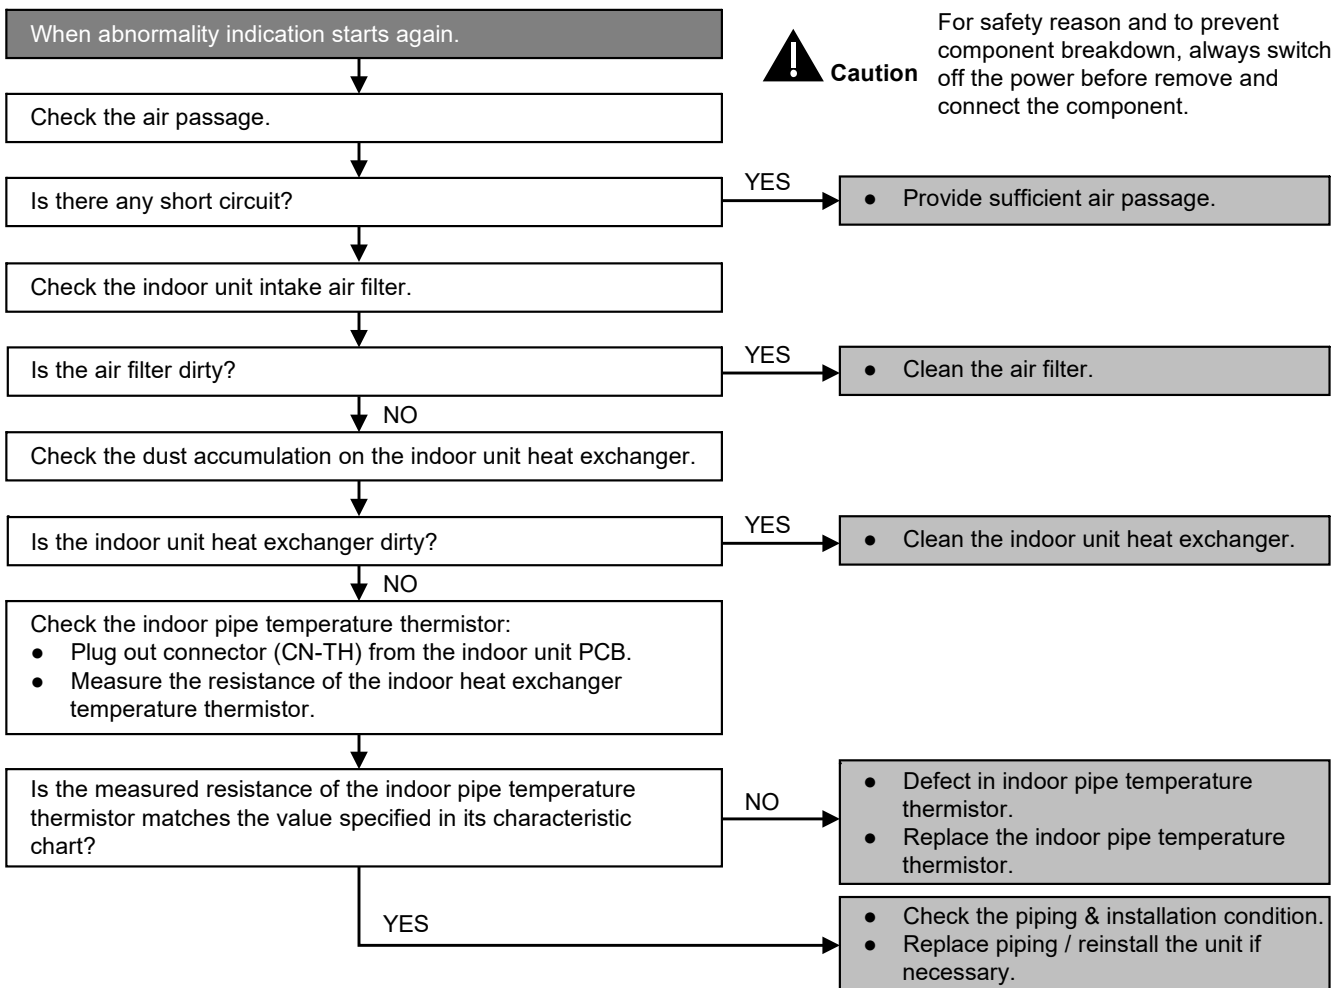 When abnormality indication starts again.
Caution
For safety reason and to prevent
component breakdown, always switch
off the power before remove and
connect the component.
Check the air passage.
Is there any short circuit?
YES
● Provide sufficient air passage.
Check the indoor unit intake air filter.
Is the air filter dirty?
YES
● Clean the air filter.
NO
Check the dust accumulation on the indoor unit heat exchanger.
Is the indoor unit heat exchanger dirty?
YES
● Clean the indoor unit heat exchanger.
NO
Check the indoor pipe temperature thermistor:
● Plug out connector (CN-TH) from the indoor unit PCB.
● Measure the resistance of the indoor heat exchanger
temperature thermistor.
Is the measured resistance of the indoor pipe temperature
thermistor matches the value specified in its characteristic
chart?
NO
● Defect in indoor pipe temperature
thermistor.
● Replace the indoor pipe temperature
thermistor.
YES
● Check the piping & installation condition.
● Replace piping / reinstall the unit if
necessary.